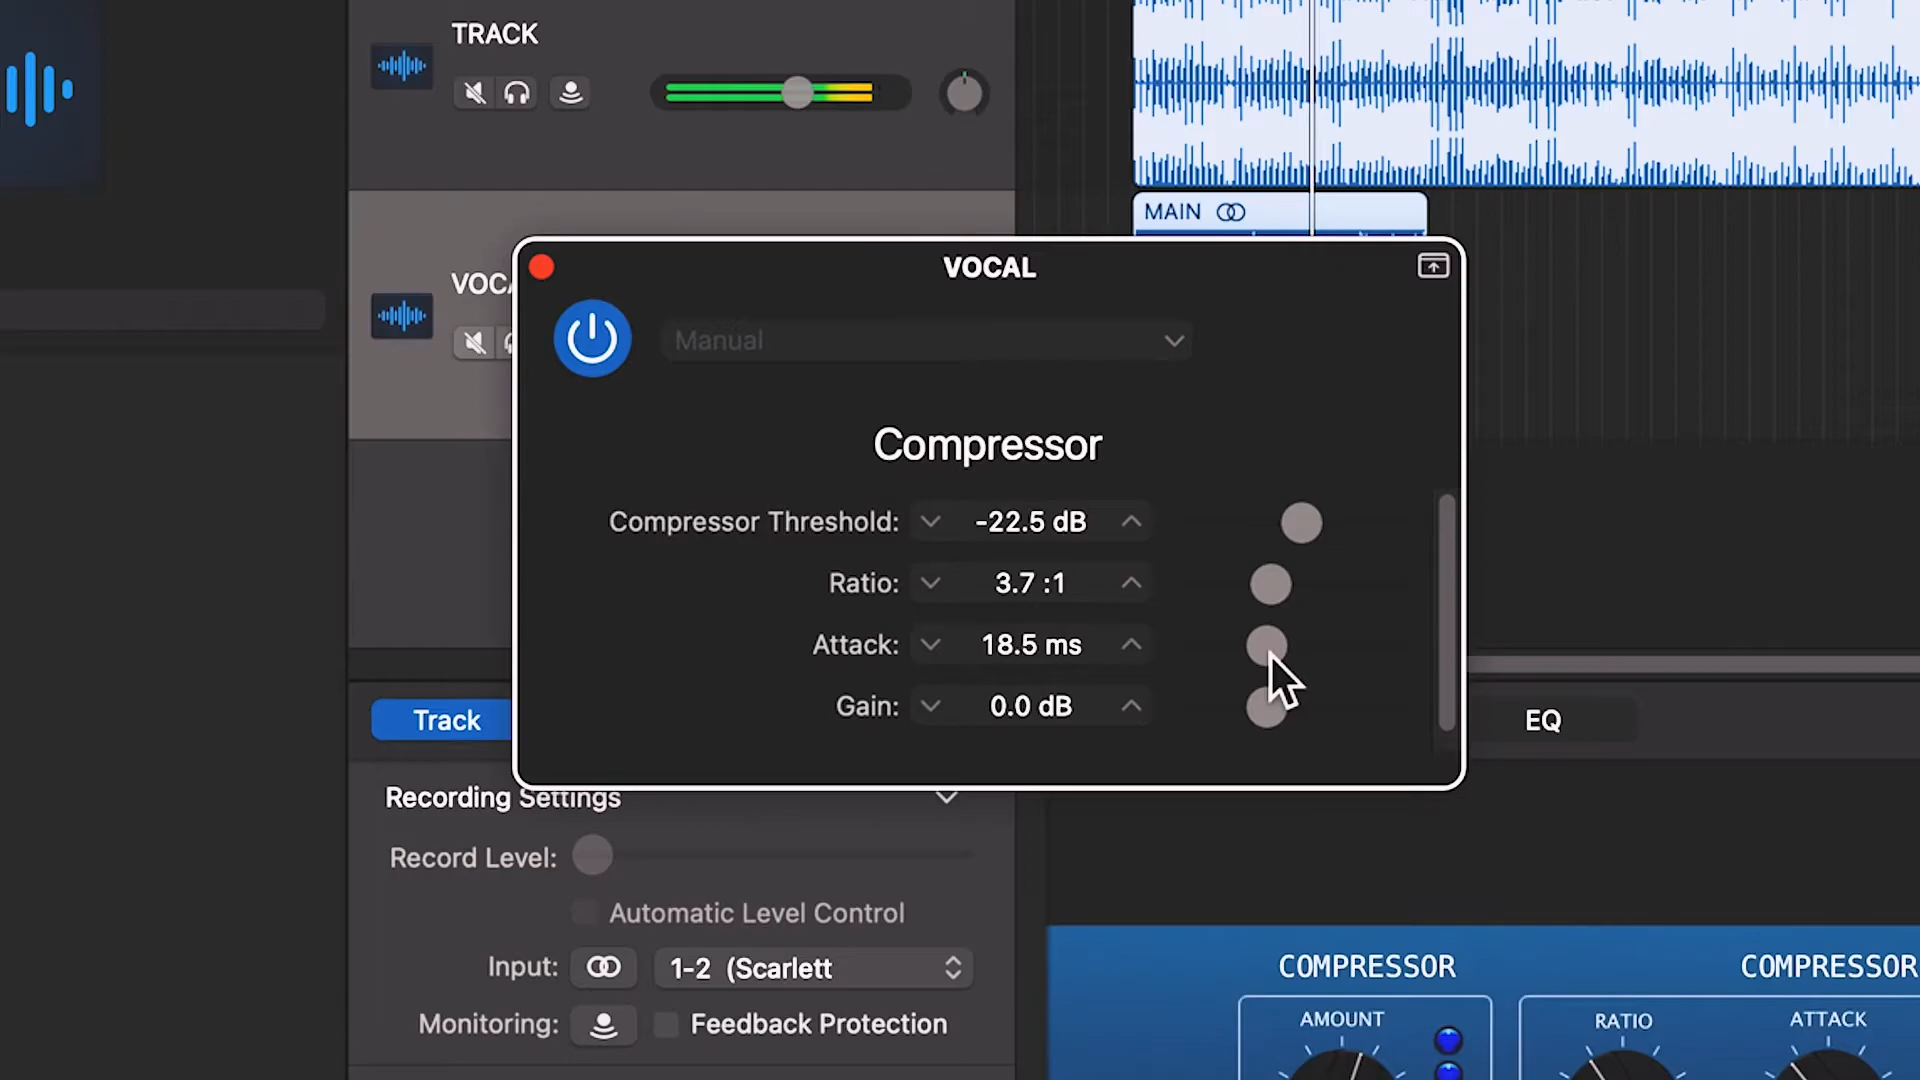 TRACK
MAIN
VOCAL
Manual
Compressor
Compressor Threshold: -22.5 dB
Ratio: 3.7 :1
Attack: 18.5 ms
Gain: 0.0 dB
Track
EQ
Recording Settings
Record Level:
Automatic Level Control
Input: 1-2 (Scarlett
Monitoring: Feedback Protection
COMPRESSOR COMPRESSOR
AMOUNT RATIO ATTACK